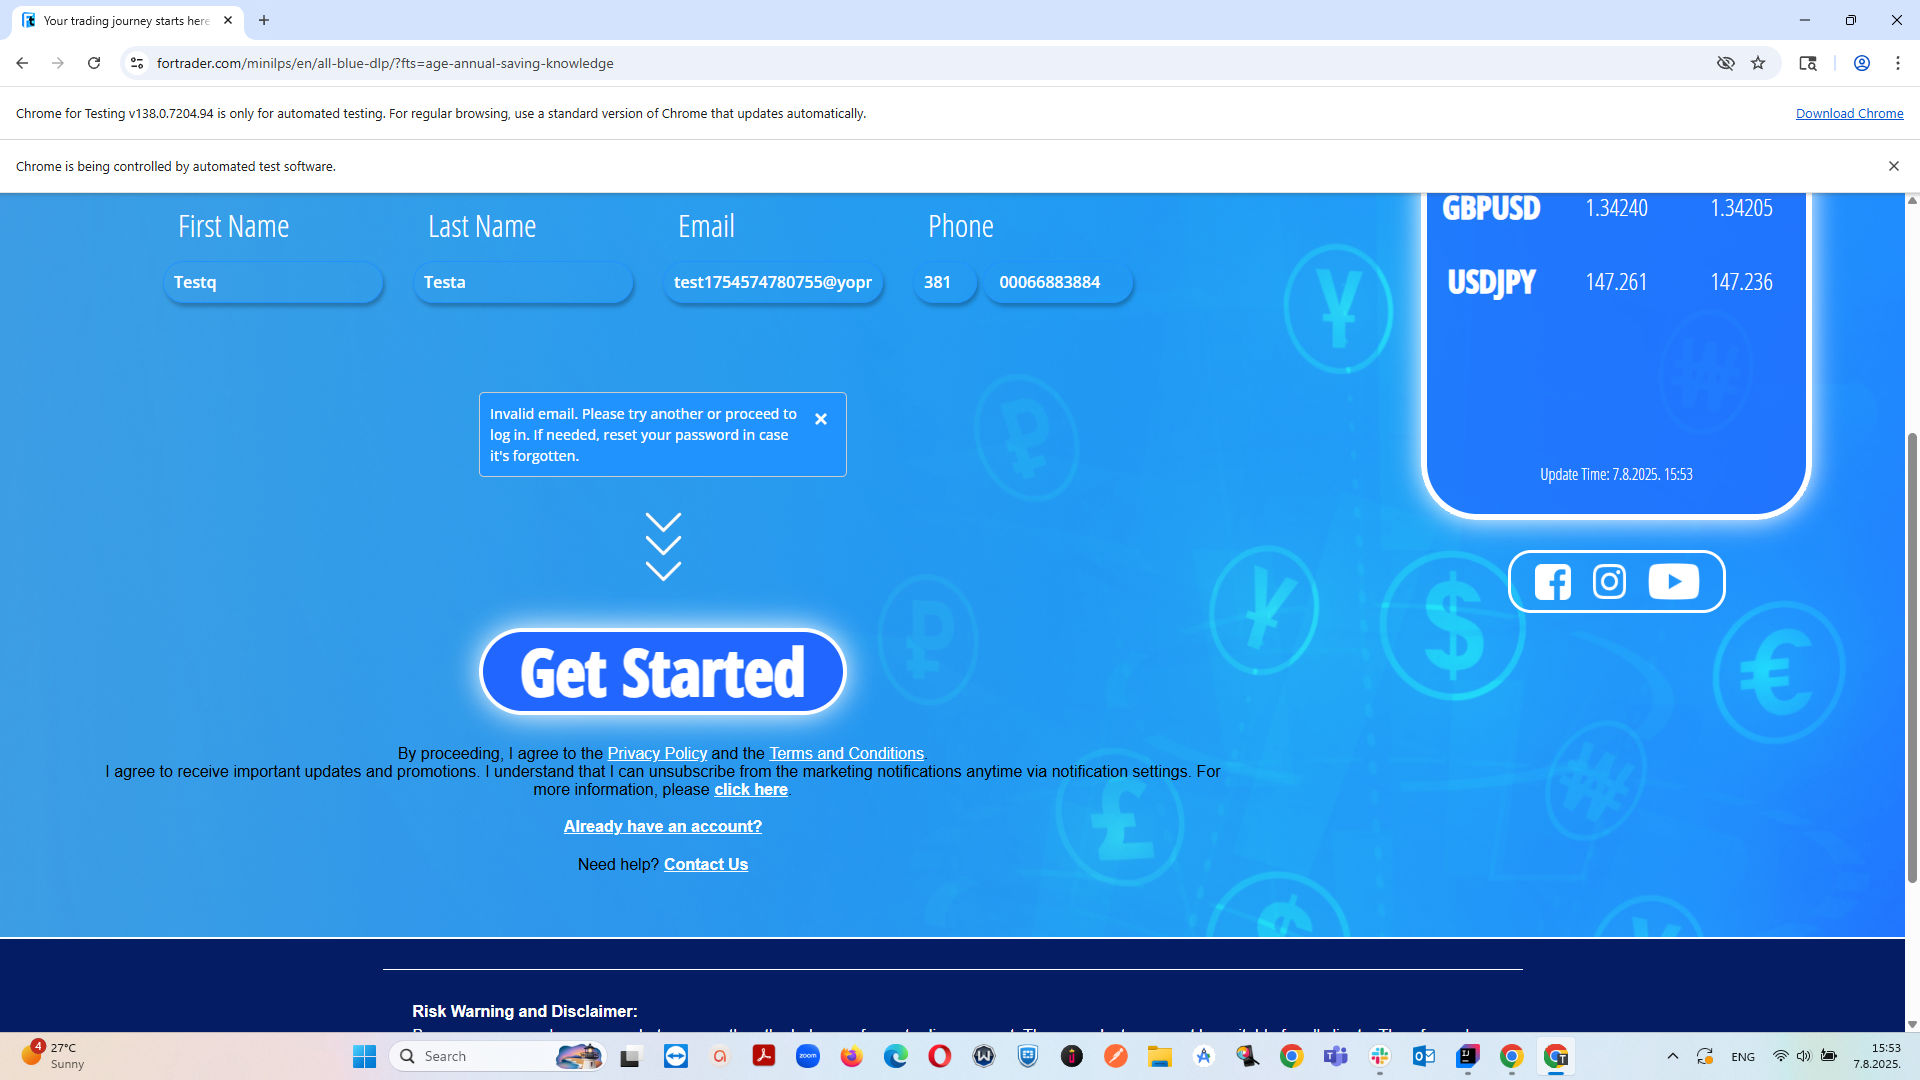 Your trading journey starts here
fortrader.com/minilps/en/all-blue-dlp/?fts=age-annual-saving-knowledge
Chrome for Testing v138.0.7204.94 is only for automated testing. For regular browsing, use a standard version of Chrome that updates automatically.
Download Chrome
Chrome is being controlled by automated test software.
First Name
Last Name
Email
Phone
Testq
Testa
test1754574780755@yopr
381
00066883884
GBPUSD 1.34240 1.34205
USDJPY 147.261 147.236
Update Time: 7.8.2025. 15:53
Invalid email. Please try another or proceed to
log in. If needed, reset your password in case
it's forgotten.
Get Started
By proceeding, I agree to the Privacy Policy and the Terms and Conditions.
I agree to receive important updates and promotions. I understand that I can unsubscribe from the marketing notifications anytime via notification settings. For
more information, please click here.
Already have an account?
Need help? Contact Us
Risk Warning and Disclaimer:
4
27°C
Sunny
Search
zoom
ENG
15:53
7.8.2025.